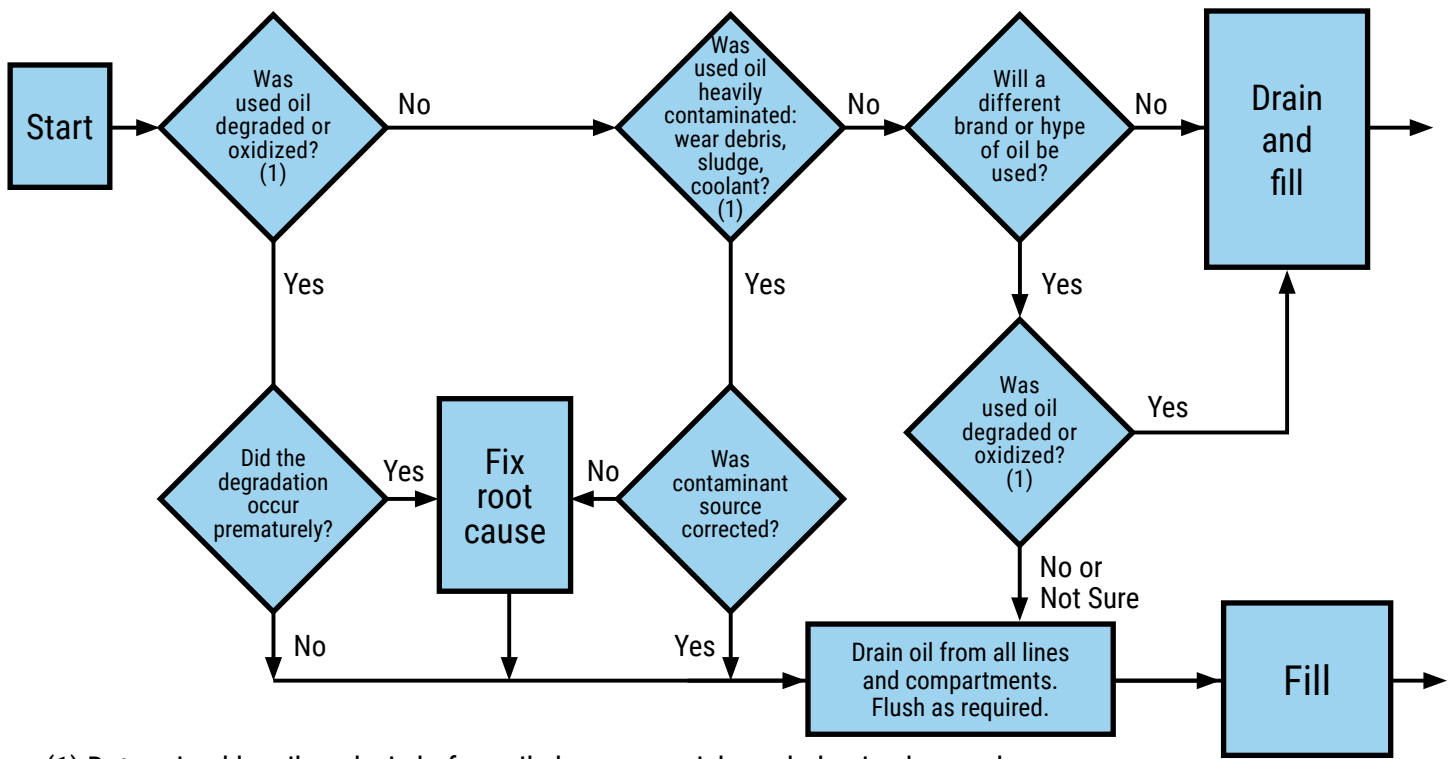 Start
Was
used oil
degraded or
oxidized?
(1)
No
Was
used oil
heavily
contaminated:
wear debris,
sludge,
coolant?
(1)
No
Will a
different
brand or hype
of oil be
used?
No
Drain
and
fill
Yes
Yes
Yes
Was
used oil
degraded or
oxidized?
(1)
Yes
Did the
degradation
occur
prematurely?
Yes
Fix
root
cause
No
Was
contaminant
source
corrected?
No or
Not Sure
No
Yes
Drain oil from all lines
and compartments.
Flush as required.
Fill
(1)